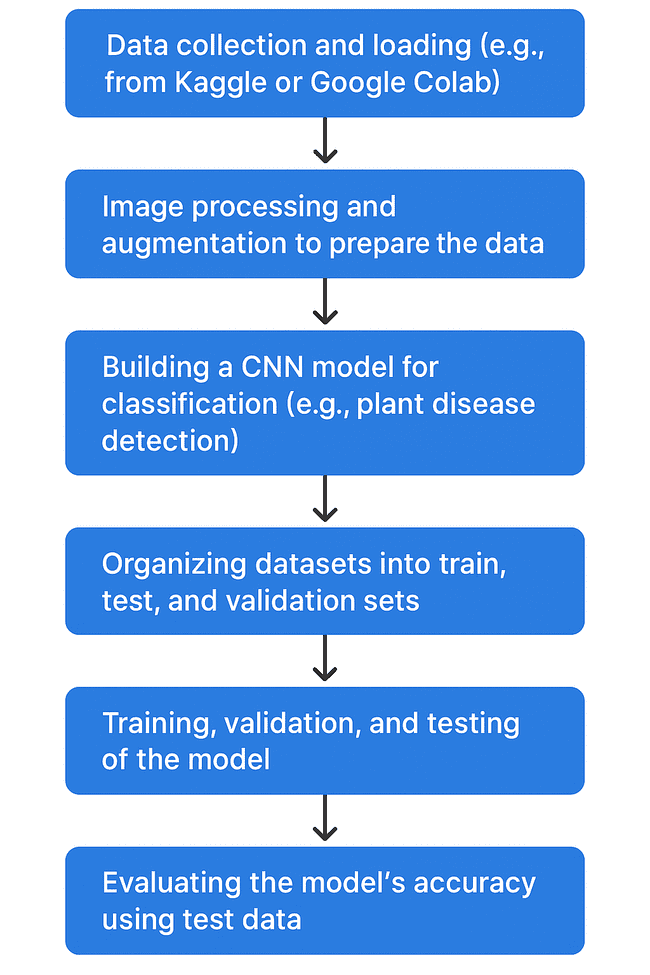 Data collection and loading (e.g.,
from Kaggle or Google Colab)
Image processing and
augmentation to prepare the data
Building a CNN model for
classification (e.g., plant disease
detection)
Organizing datasets into train,
test, and validation sets
Training, validation, and testing
of the model
Evaluating the model’s accuracy
using test data